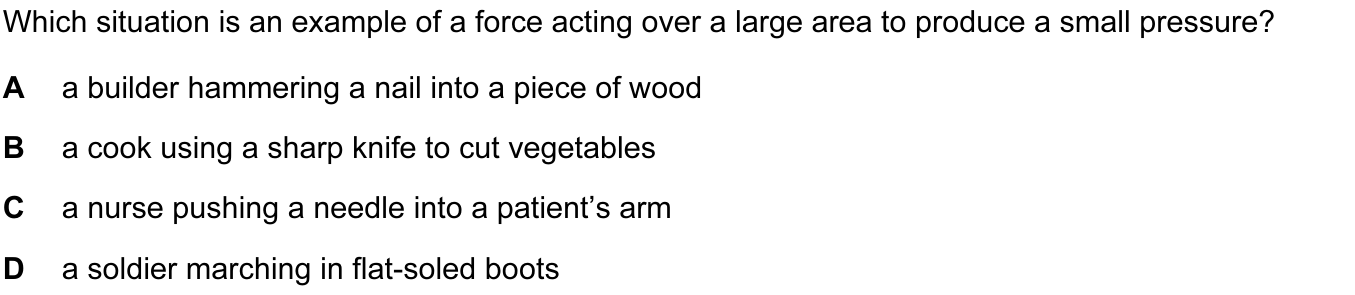 Which situation is an example of a force acting over a large area to produce a small pressure?
A a builder hammering a nail into a piece of wood
B a cook using a sharp knife to cut vegetables
C a nurse pushing a needle into a patient’s arm
D a soldier marching in flat-soled boots